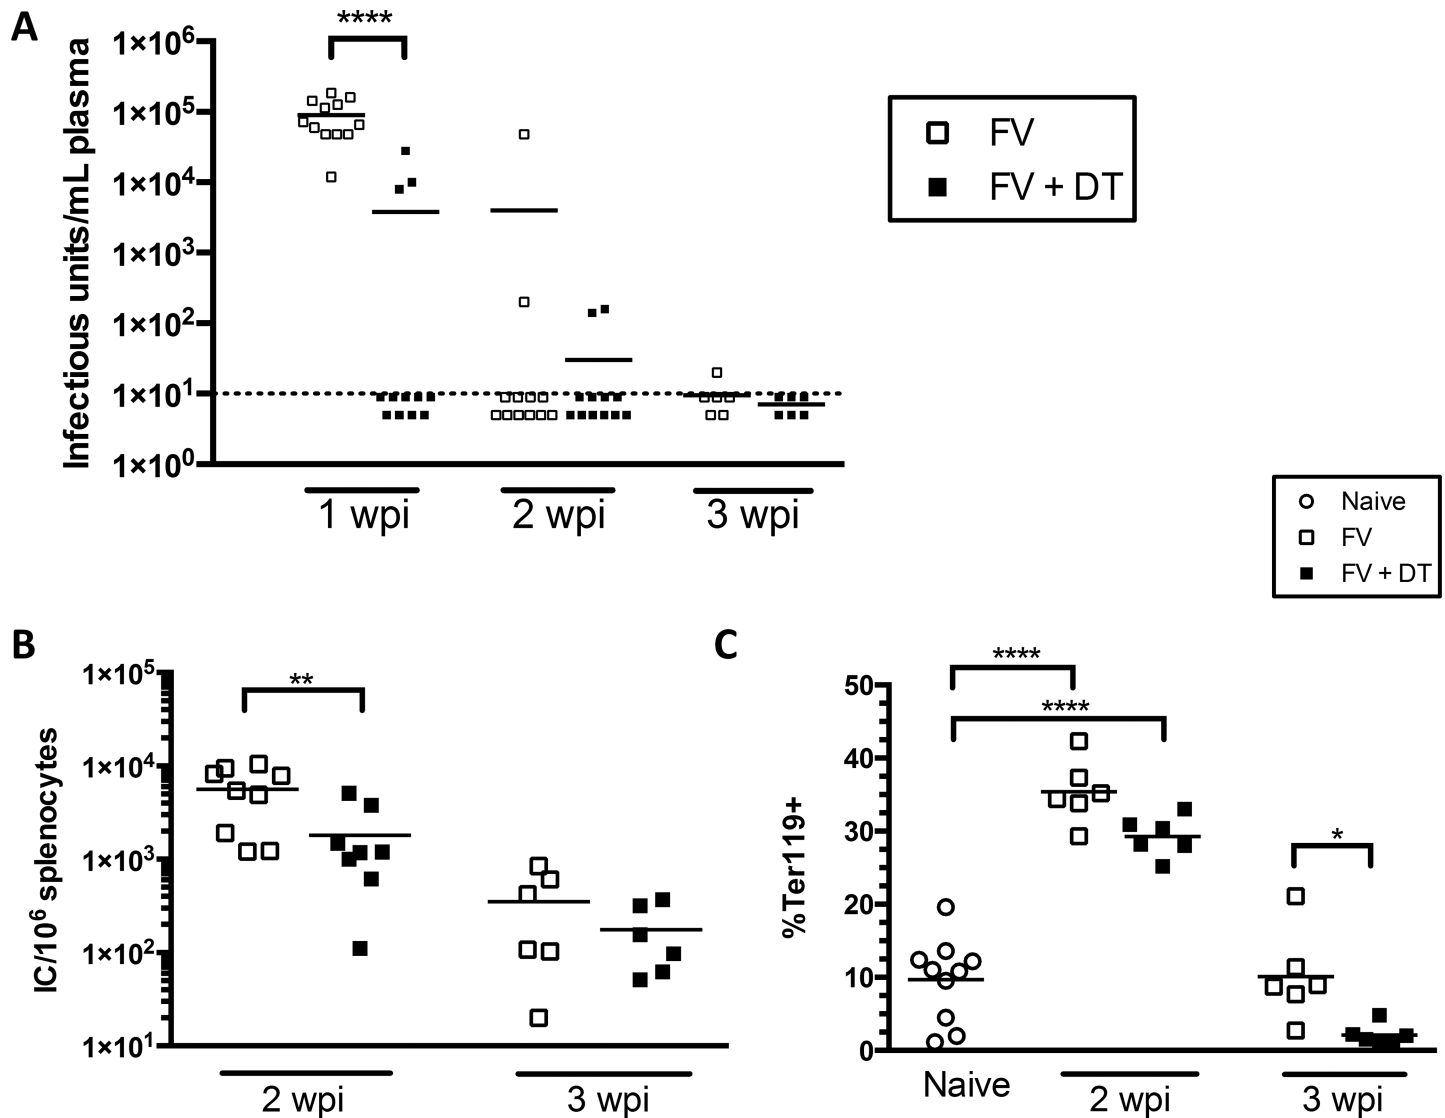 A
Infectious units/mL plasma
1×10⁶
1×10⁵
1×10⁴
1×10³
1×10²
1×10¹
1×10⁰
****
1 wpi
2 wpi
3 wpi
FV
FV + DT
Naive
FV
FV + DT
B
IC/10⁶ splenocytes
1×10⁵
1×10⁴
1×10³
1×10²
1×10¹
**
2 wpi
3 wpi
C
%Ter119+
50
40
30
20
10
0
****
****
*
Naive
2 wpi
3 wpi